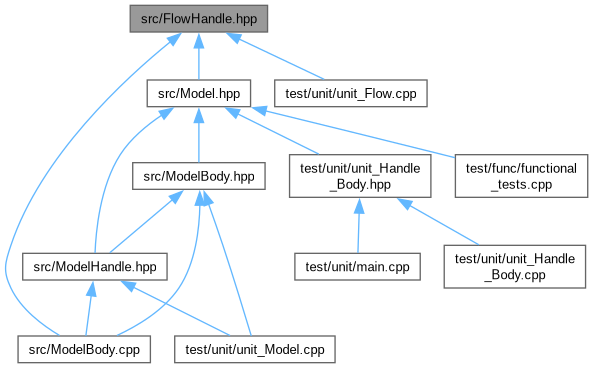 src/FlowHandle.hpp
src/Model.hpp
test/unit/unit_Flow.cpp
src/ModelBody.hpp
test/unit/unit_Handle
_Body.hpp
test/func/functional
_tests.cpp
src/ModelHandle.hpp
test/unit/main.cpp
test/unit/unit_Handle
_Body.cpp
src/ModelBody.cpp
test/unit/unit_Model.cpp